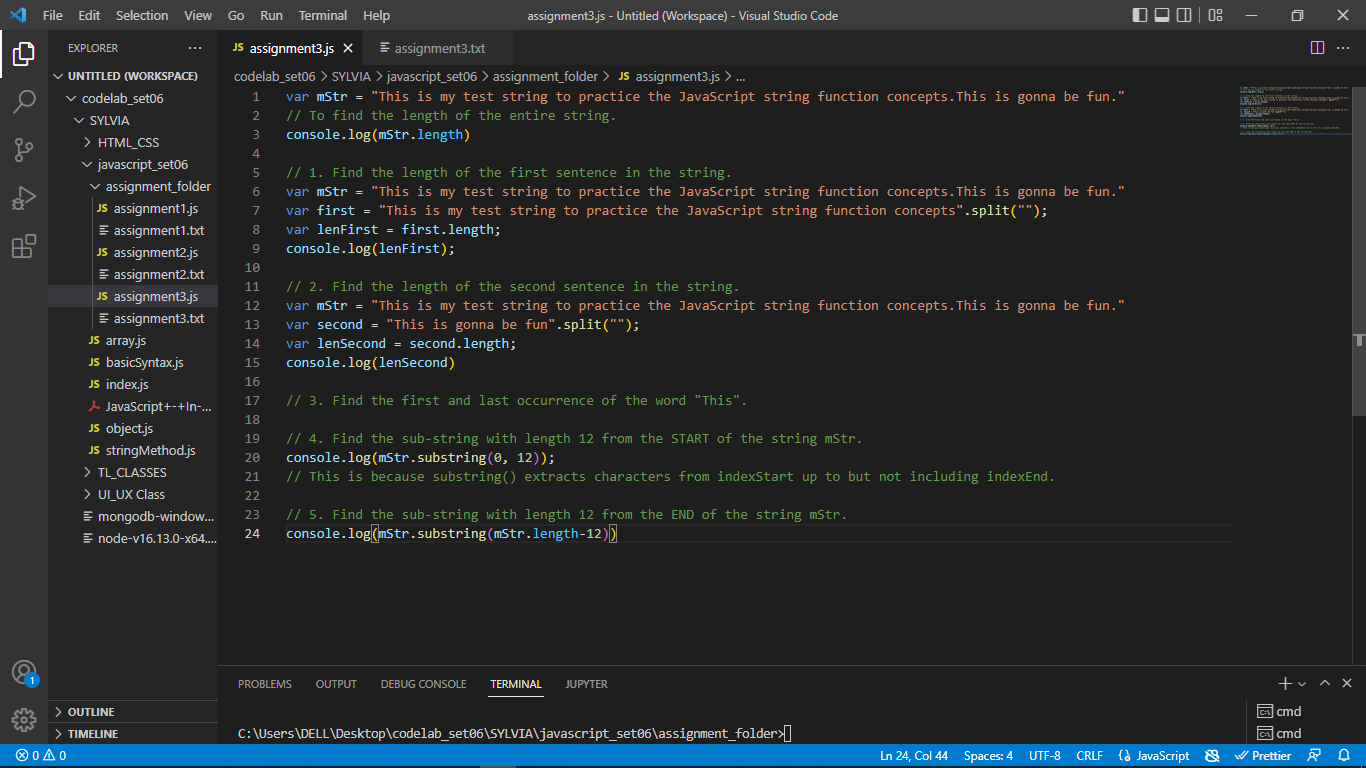 File Edit Selection View Go Run Terminal Help assignment3.js - Untitled (Workspace) - Visual Studio Code
EXPLORER ···
UNTITLED (WORKSPACE)
codelab_set06
SYLVIA
HTML_CSS
javascript_set06
assignment_folder
JS assignment1.js
assignment1.txt
JS assignment2.js
assignment2.txt
JS assignment3.js
assignment3.txt
JS array.js
JS basicSyntax.js
JS index.js
JavaScript+-+In-...
JS object.js
JS stringMethod.js
TL_CLASSES
UI_UX Class
mongodb-window...
node-v16.13.0-x64....
OUTLINE
TIMELINE
1
JS assignment3.js assignment3.txt
codelab_set06 > SYLVIA > javascript_set06 > assignment_folder > JS assignment3.js > ...
1 var mStr = "This is my test string to practice the JavaScript string function concepts.This is gonna be fun."
2 // To find the length of the entire string.
3 console.log(mStr.length)
4
5 // 1. Find the length of the first sentence in the string.
6 var mStr = "This is my test string to practice the JavaScript string function concepts.This is gonna be fun."
7 var first = "This is my test string to practice the JavaScript string function concepts".split("");
8 var lenFirst = first.length;
9 console.log(lenFirst);
10
11 // 2. Find the length of the second sentence in the string.
12 var mStr = "This is my test string to practice the JavaScript string function concepts.This is gonna be fun."
13 var second = "This is gonna be fun".split("");
14 var lenSecond = second.length;
15 console.log(lenSecond)
16
17 // 3. Find the first and last occurrence of the word "This".
18
19 // 4. Find the sub-string with length 12 from the START of the string mStr.
20 console.log(mStr.substring(0, 12));
21 // This is because substring() extracts characters from indexStart up to but not including indexEnd.
22
23 // 5. Find the sub-string with length 12 from the END of the string mStr.
24 console.log(mStr.substring(mStr.length-12))
PROBLEMS OUTPUT DEBUG CONSOLE TERMINAL JUPYTER
C:\Users\DELL\Desktop\codelab_set06\SYLVIA\javascript_set06\assignment_folder>
cmd
cmd
0 0 Ln 24, Col 44 Spaces: 4 UTF-8 CRLF {} JavaScript Prettier